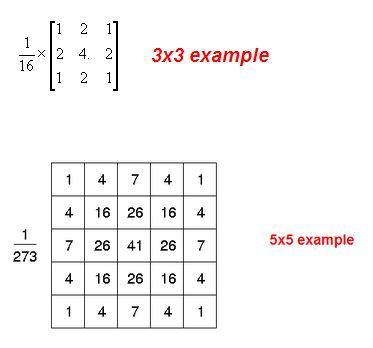 1/16 × [1 2 1
2 4. 2
1 2 1]
3x3 example
1 4 7 4 1
4 16 26 16 4
1/273 7 26 41 26 7
4 16 26 16 4
1 4 7 4 1
5x5 example